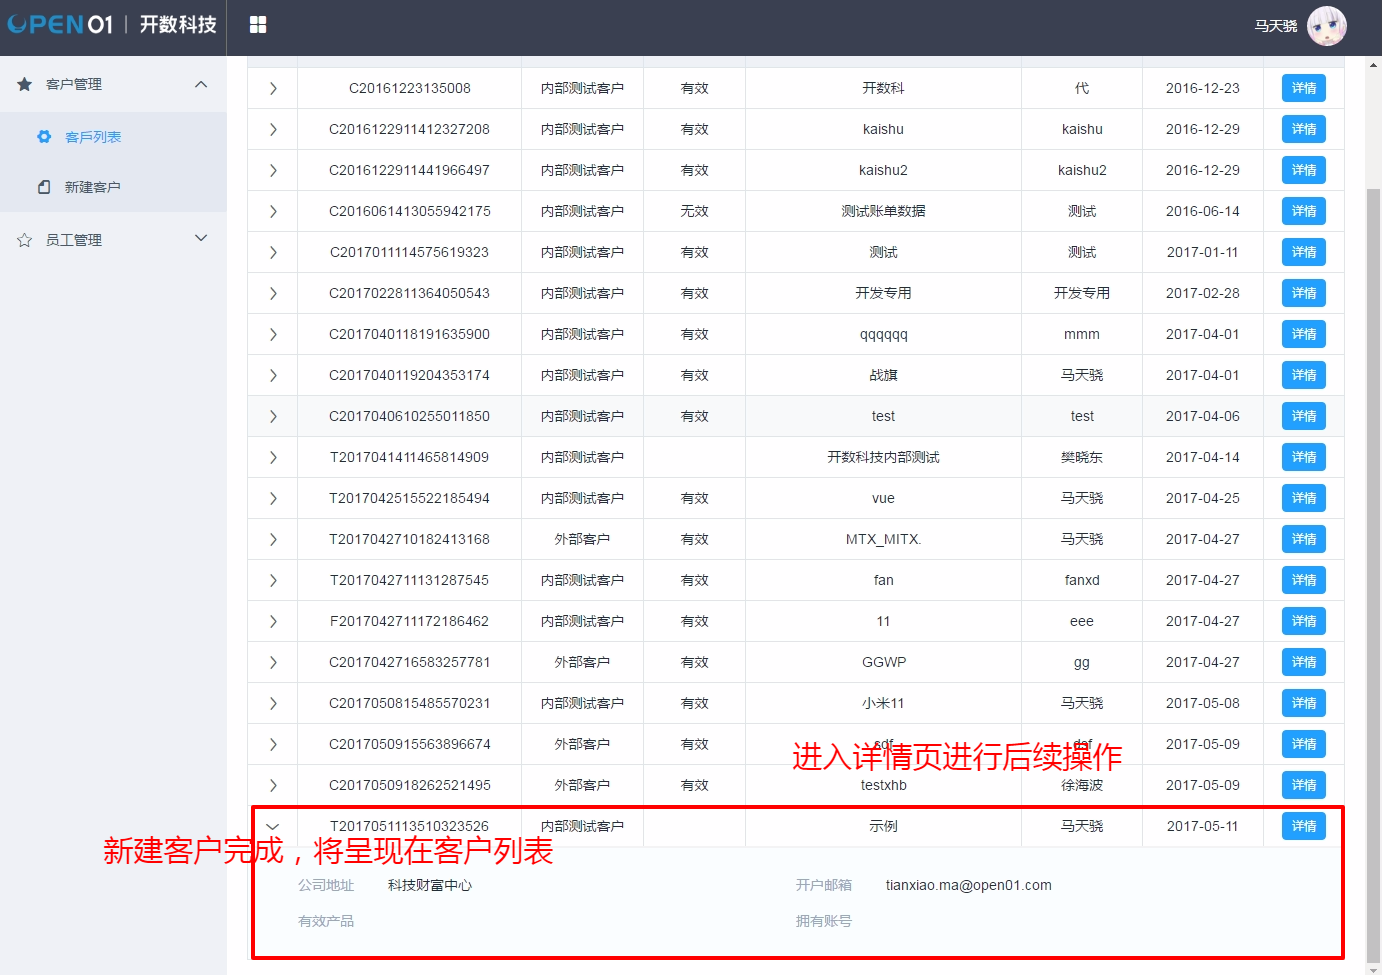 OPEN01 | 开数科技
马天骁
客户管理
客戶列表
新建客户
员工管理
C20161223135008 内部测试客户 有效 开数科 代 2016-12-23 详情
C2016122911412327208 内部测试客户 有效 kaishu kaishu 2016-12-29 详情
C2016122911441966497 内部测试客户 有效 kaishu2 kaishu2 2016-12-29 详情
C2016061413055942175 内部测试客户 无效 测试账单数据 测试 2016-06-14 详情
C2017011114575619323 内部测试客户 有效 测试 测试 2017-01-11 详情
C2017022811364050543 内部测试客户 有效 开发专用 开发专用 2017-02-28 详情
C2017040118191635900 内部测试客户 有效 qqqqqq mmm 2017-04-01 详情
C2017040119204353174 内部测试客户 有效 战旗 马天骁 2017-04-01 详情
C2017040610255011850 内部测试客户 有效 test test 2017-04-06 详情
T2017041411465814909 内部测试客户 开数科技内部测试 樊晓东 2017-04-14 详情
T2017042515522185494 内部测试客户 有效 vue 马天骁 2017-04-25 详情
T2017042710182413168 外部客户 有效 MTX_MITX. 马天骁 2017-04-27 详情
T2017042711131287545 内部测试客户 有效 fan fanxd 2017-04-27 详情
F2017042711172186462 内部测试客户 有效 11 eee 2017-04-27 详情
C2017042716583257781 外部客户 有效 GGWP gg 2017-04-27 详情
C2017050815485570231 内部测试客户 有效 小米11 马天骁 2017-05-08 详情
C2017050915563896674 外部客户 有效 sdf 2017-05-09 详情
进入详情页进行后续操作
C2017050918262521495 外部客户 有效 testxhb 徐海波 2017-05-09 详情
T2017051113510323526 内部测试客户 示例 马天骁 2017-05-11 详情
新建客户完成，将呈现在客户列表
公司地址 科技财富中心 开户邮箱 tianxiao.ma@open01.com
有效产品 拥有账号